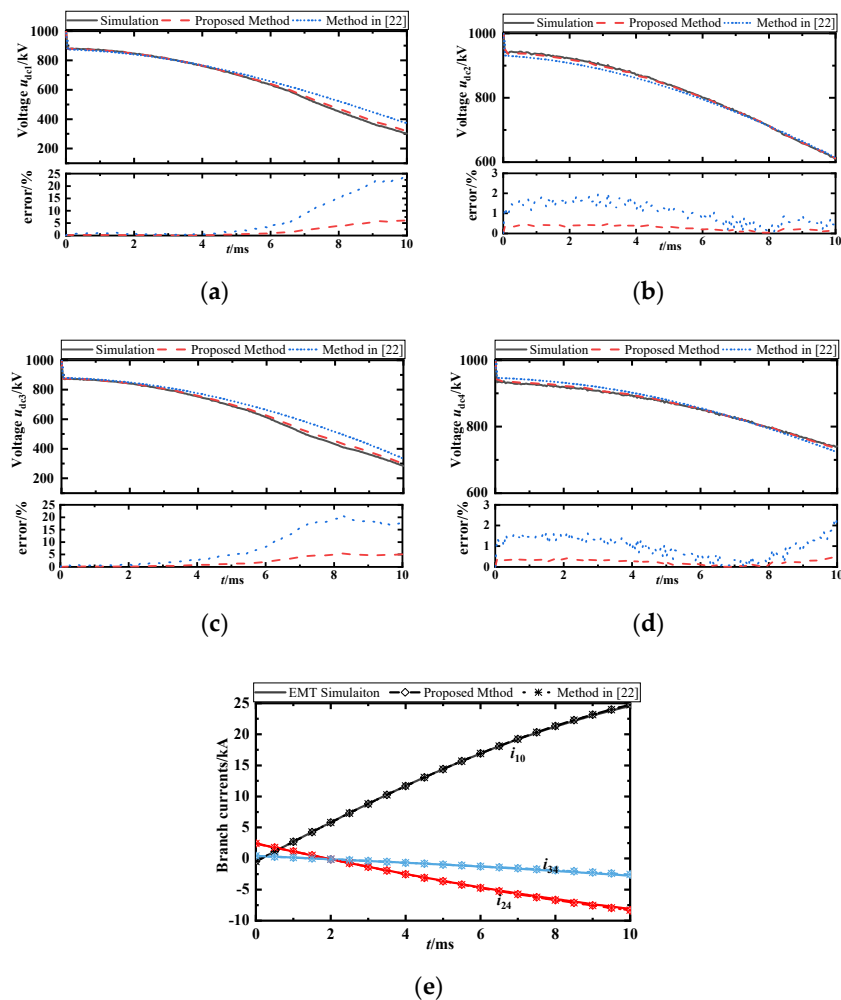 Simulation Proposed Method Method in [22]
1000
800
600
400
200
Voltage udc1/kV
25
20
15
10
5
0
error/%
0 2 4 6 8 10
t/ms
(a)
Simulation Proposed Method Method in [22]
1000
800
600
Voltage udc2/kV
3
2
1
0
error/%
0 2 4 6 8 10
t/ms
(b)
Simulation Proposed Method Method in [22]
1000
800
600
400
200
Voltage udc3/kV
25
20
15
10
5
0
error/%
0 2 4 6 8 10
t/ms
(c)
Simulation Proposed Method Method in [22]
1000
800
600
Voltage udc4/kV
3
2
1
0
error/%
0 2 4 6 8 10
t/ms
(d)
EMT Simulaiton Proposed Mthod Method in [22]
25
20
15
10
5
0
-5
-10
Branch currents/kA
i10
i34
i24
0 2 4 6 8 10
t/ms
(e)